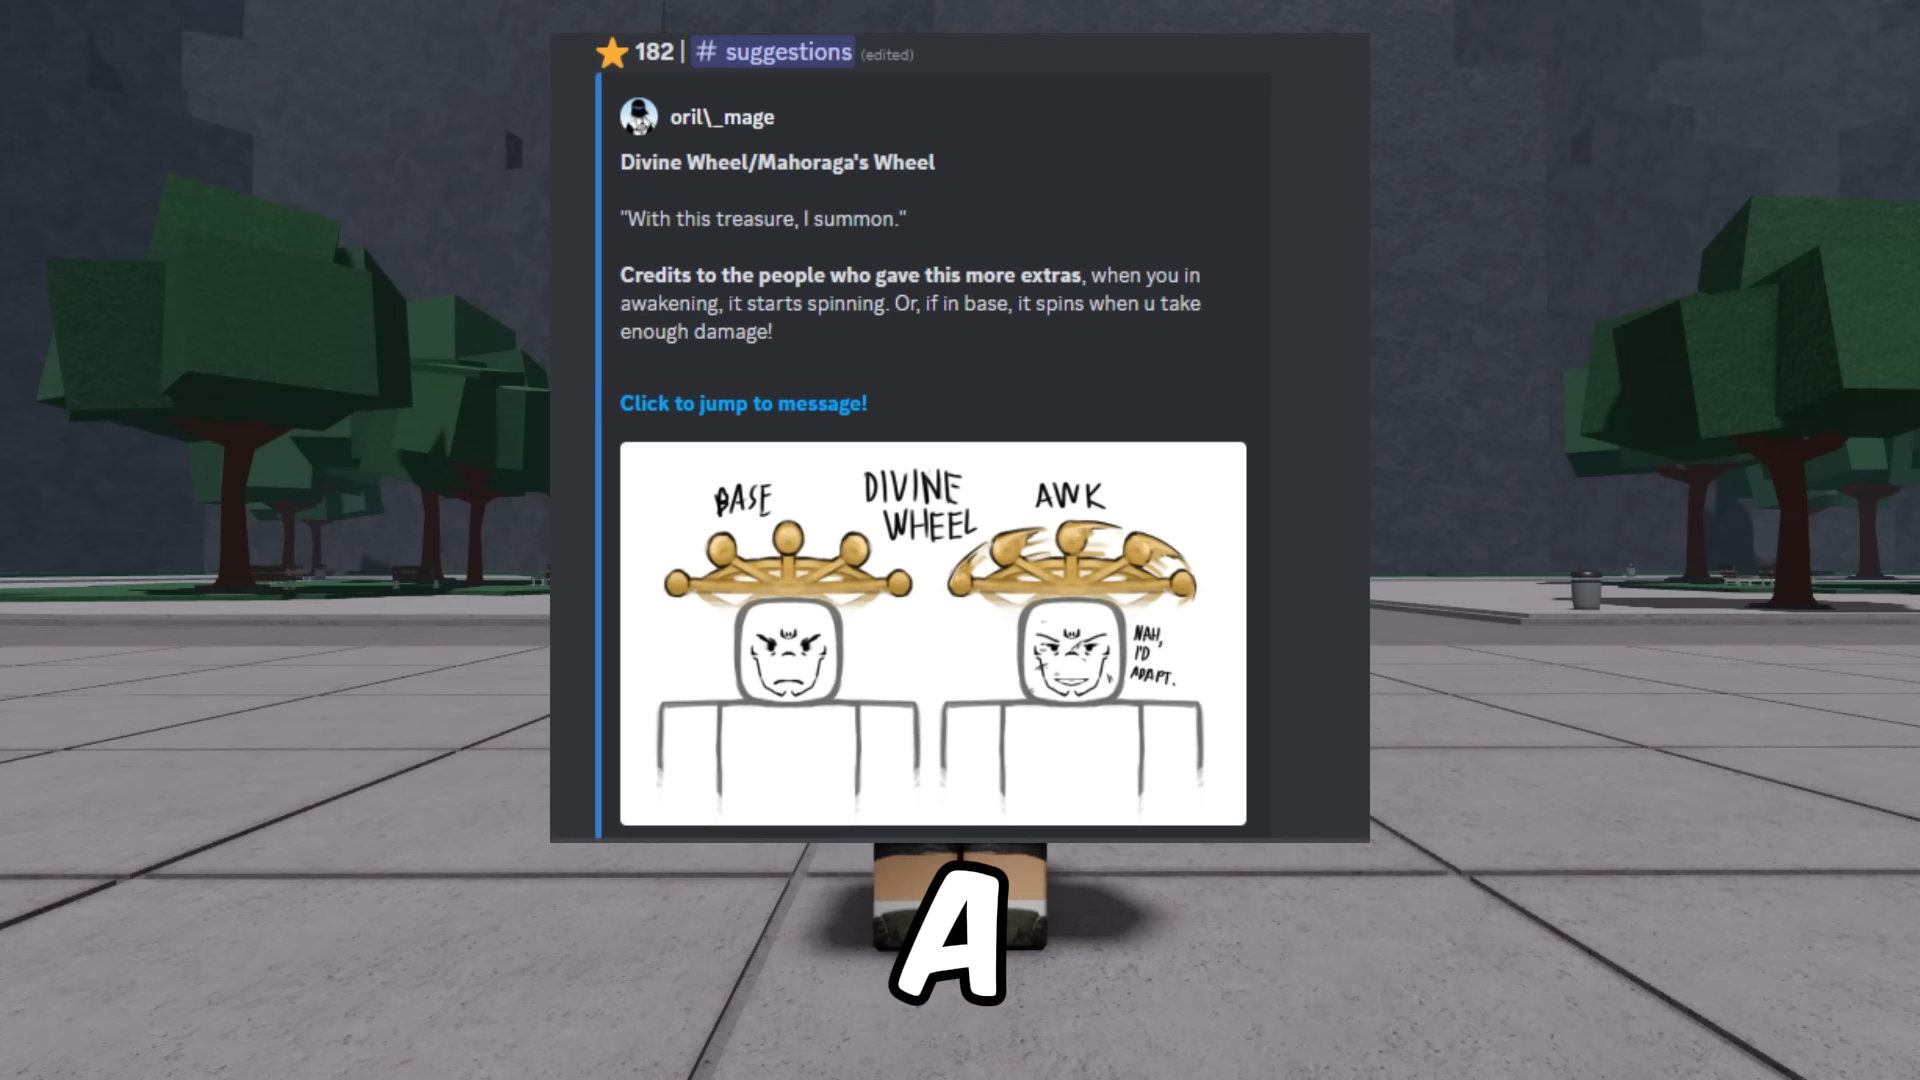 182 | # suggestions (edited)
oril\_mage
Divine Wheel/Mahoraga's Wheel
"With this treasure, I summon."
Credits to the people who gave this more extras, when you in
awakening, it starts spinning. Or, if in base, it spins when u take
enough damage!
Click to jump to message!
BASE
DIVINE
WHEEL
AWK
NAH,
I'D
ADAPT.
A